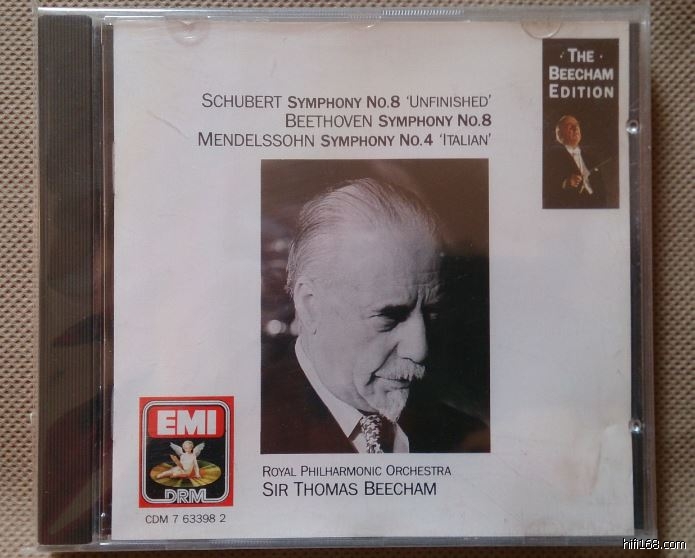 SCHUBERT SYMPHONY NO.8 'UNFINISHED'
BEETHOVEN SYMPHONY NO.8
MENDELSSOHN SYMPHONY NO.4 'ITALIAN'
· THE ·
BEECHAM
EDITION
EMI
DRM
CDM 7 63398 2
ROYAL PHILHARMONIC ORCHESTRA
SIR THOMAS BEECHAM
hifi168.com